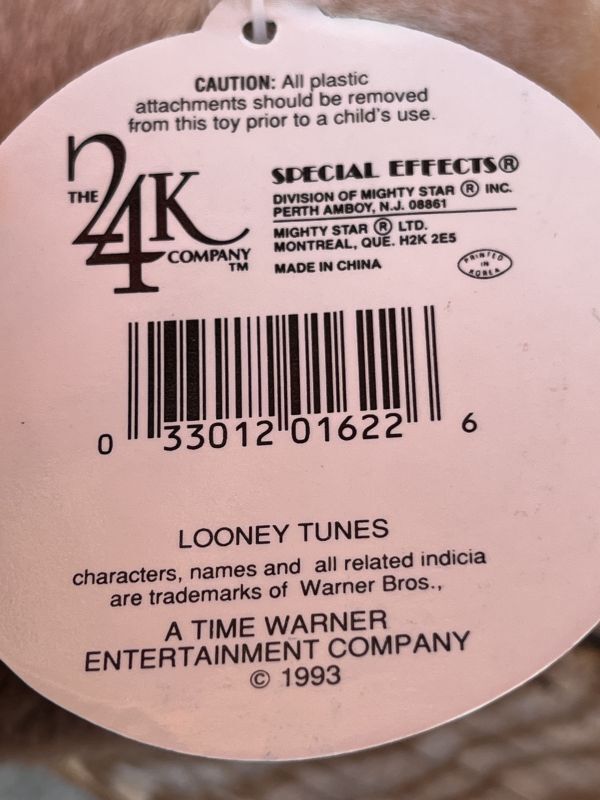 CAUTION: All plastic
attachments should be removed
from this toy prior to a child's use.
THE 24K COMPANY TM
SPECIAL EFFECTS®
DIVISION OF MIGHTY STAR ® INC.
PERTH AMBOY, N.J. 08861
MIGHTY STAR ® LTD.
MONTREAL, QUE. H2K 2E5
MADE IN CHINA
PRINTED
IN
KOREA
0 33012 01622 6
LOONEY TUNES
characters, names and all related indicia
are trademarks of Warner Bros.,
A TIME WARNER
ENTERTAINMENT COMPANY
© 1993